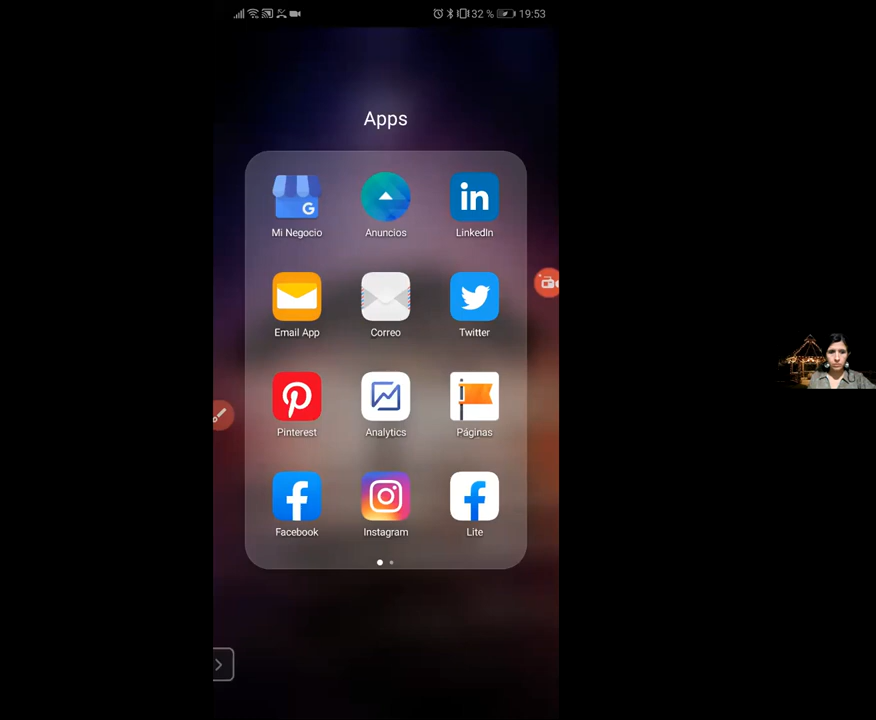 32 % 19:53
Apps
Mi Negocio Anuncios LinkedIn
Email App Correo Twitter
Pinterest Analytics Páginas
Facebook Instagram Lite